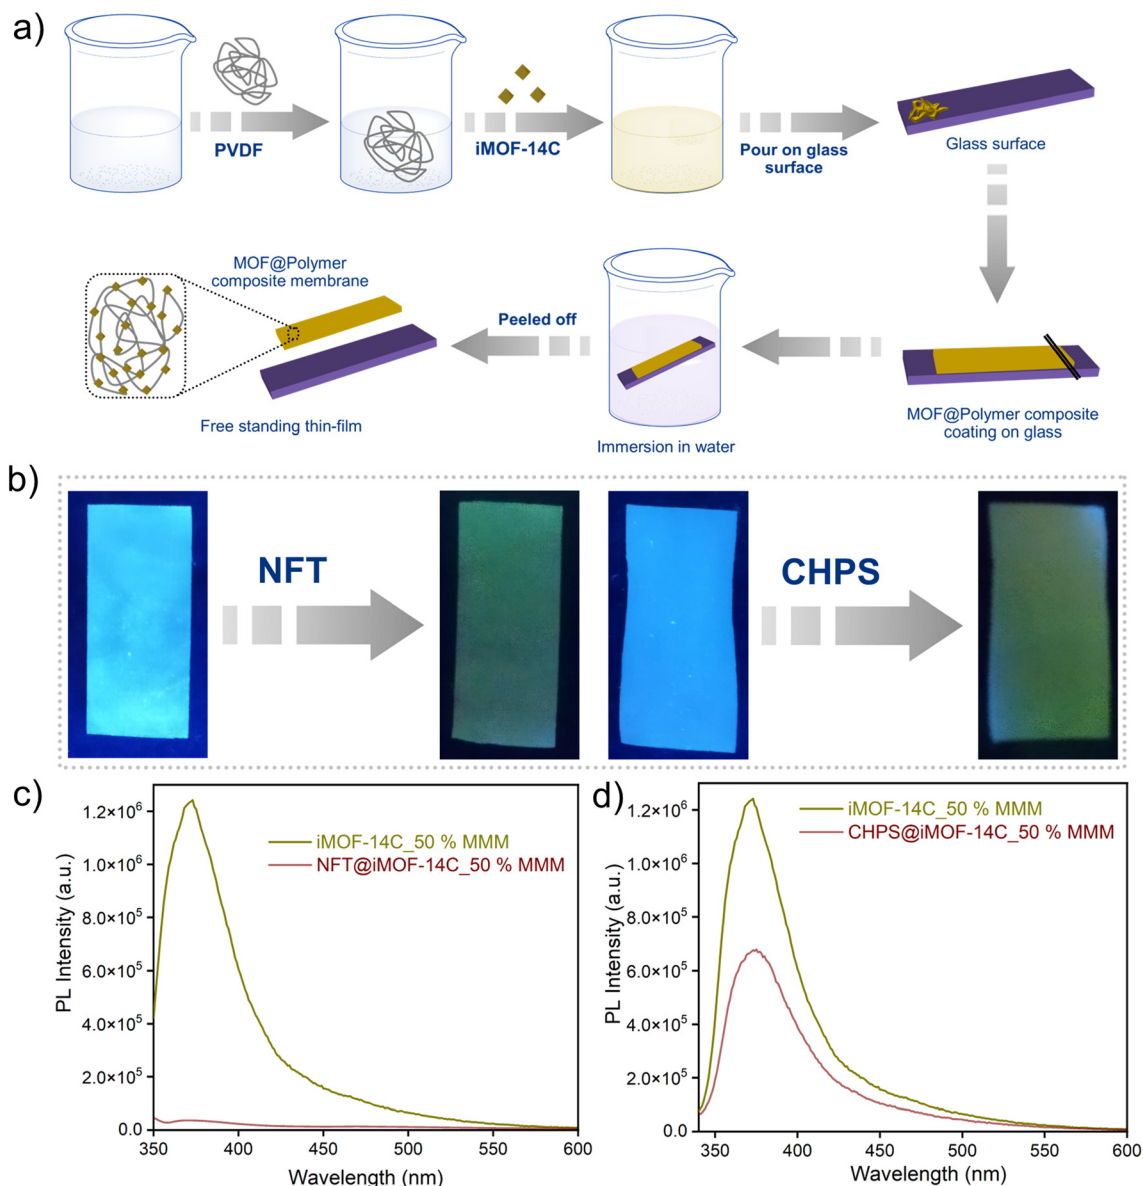 a)
PVDF
iMOF-14C
Pour on glass
surface
Glass surface
MOF@Polymer
composite membrane
Peeled off
Free standing thin-film
Immersion in water
MOF@Polymer composite
coating on glass
b)
NFT
CHPS
c)
iMOF-14C_50 % MMM
NFT@iMOF-14C_50 % MMM
PL Intensity (a.u.)
1.2×10⁶
1.0×10⁶
8.0×10⁵
6.0×10⁵
4.0×10⁵
2.0×10⁵
0.0
350 400 450 500 550 600
Wavelength (nm)
d)
iMOF-14C_50 % MMM
CHPS@iMOF-14C_50 % MMM
PL Intensity (a.u.)
1.2×10⁶
1.0×10⁶
8.0×10⁵
6.0×10⁵
4.0×10⁵
2.0×10⁵
0.0
350 400 450 500 550 600
Wavelength (nm)